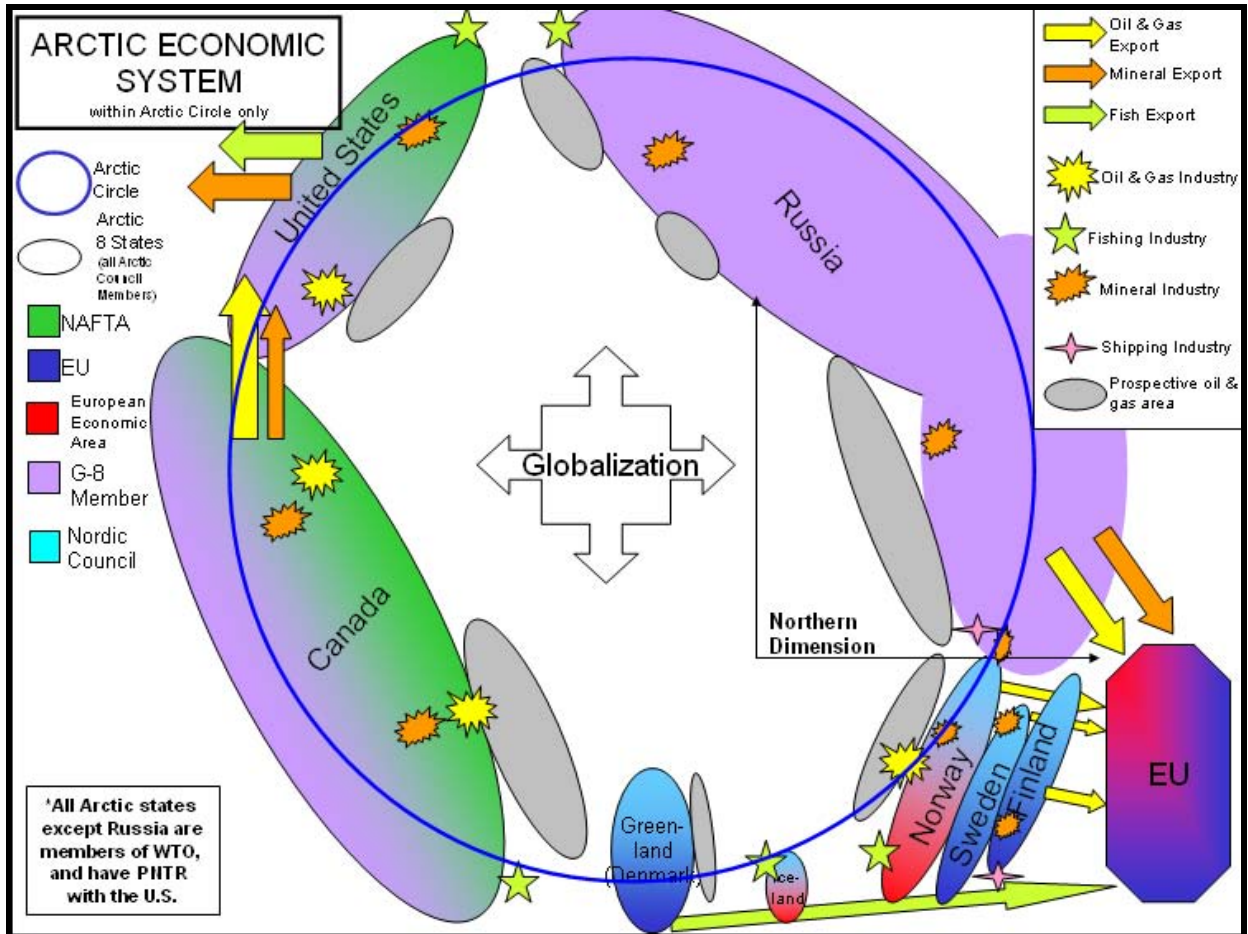 ARCTIC ECONOMIC
SYSTEM
within Arctic Circle only
Arctic
Circle
Arctic
8 States
(all Arctic
Council
Members)
NAFTA
EU
European
Economic
Area
G-8
Member
Nordic
Council
*All Arctic states
except Russia are
members of WTO,
and have PNTR
with the U.S.
United States
Russia
Canada
Globalization
Northern
Dimension
Green-
land
(Denmark)
Ice-
land
Norway
Sweden
Finland
EU
Oil & Gas
Export
Mineral Export
Fish Export
Oil & Gas Industry
Fishing Industry
Mineral Industry
Shipping Industry
Prospective oil &
gas area